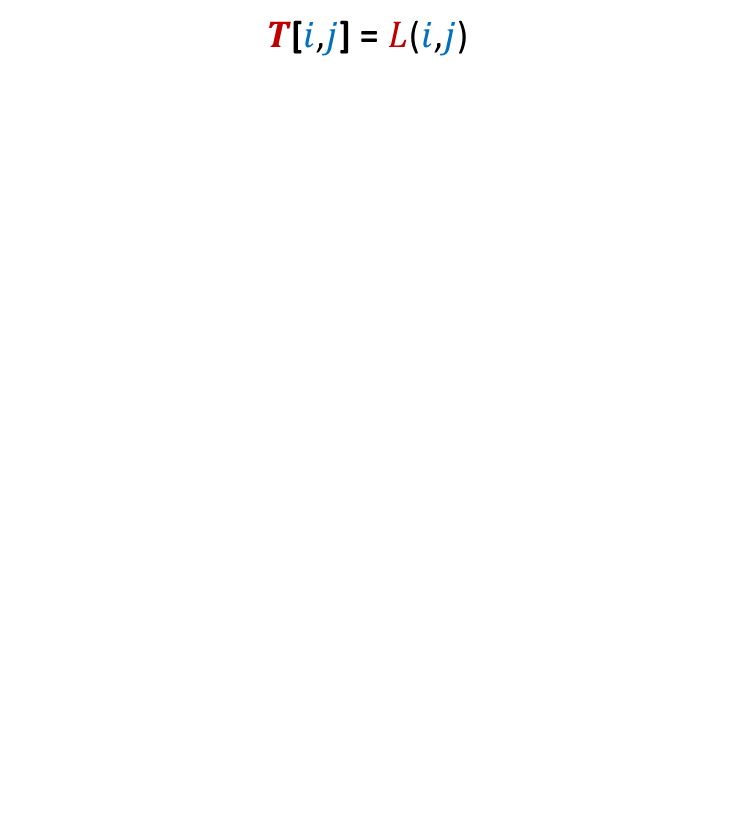 T[i,j] = L(i,j)